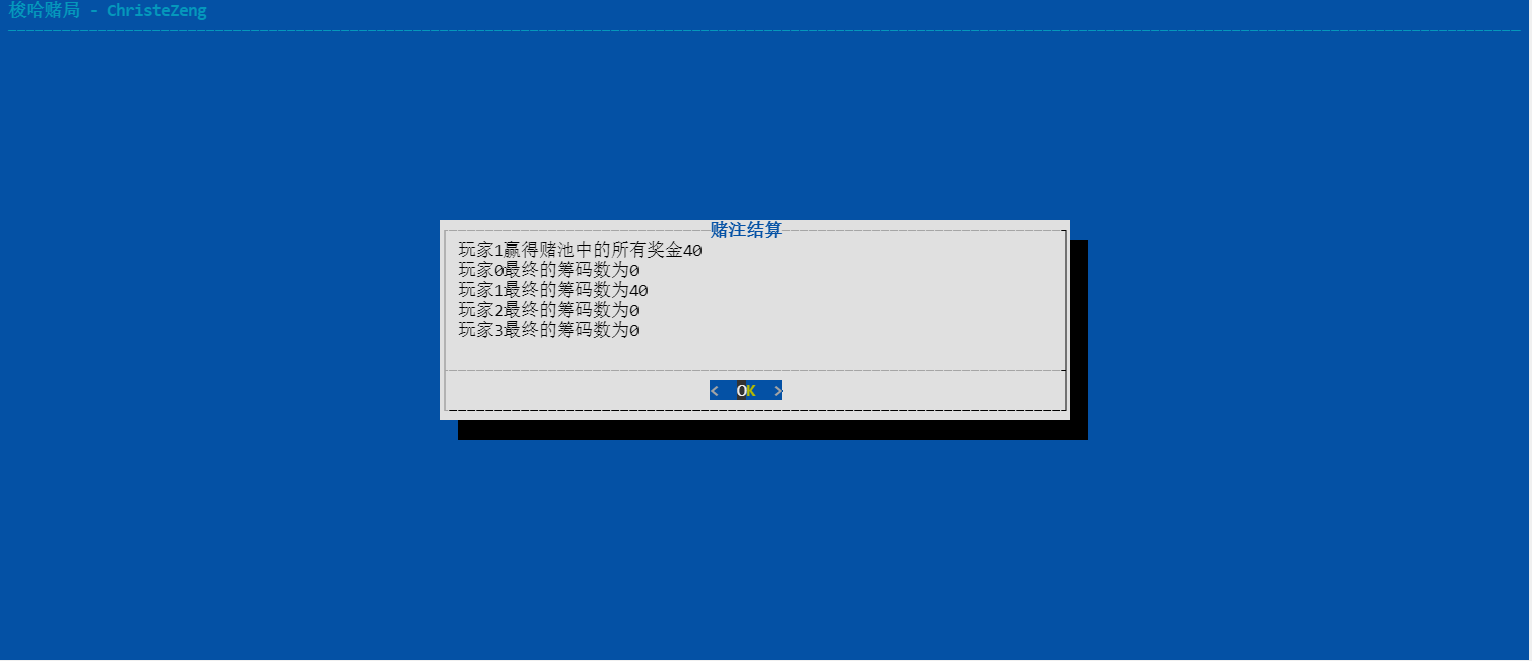 梭哈赌局 - ChristeZeng
赌注结算
玩家1赢得赌池中的所有奖金40
玩家0最终的筹码数为0
玩家1最终的筹码数为40
玩家2最终的筹码数为0
玩家3最终的筹码数为0
< OK >